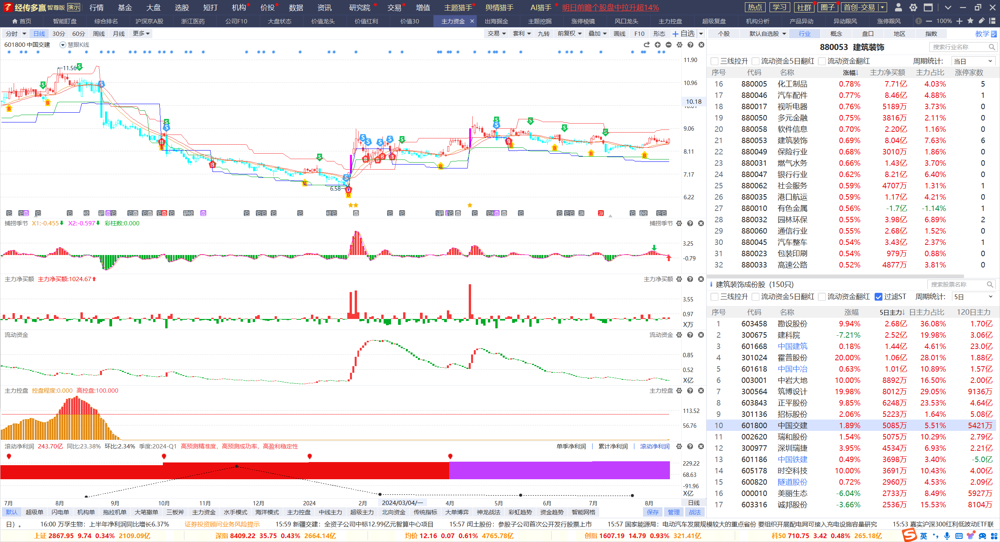 经传多赢 智尊版 演示 行情 基金 大盘 选股 短打 机构 价投 数据 资讯 研究院 交易 增值 主题猎手 舆情猎手 AI猎手 明日前瞻个股盘中拉升超14% 热点 学习 社群 圈子 首创-交易
首页 智能盯盘 综合排名 沪深京A股 浙江医药 公司F10 大盘状态 价值龙头 价值红利 价值30 主力资金 出海掘金 主题挖掘 涨停棱镜 风口龙头 主力控盘 超级复盘 机构分析 产品异动 异动跟风 涨停跟风 100%
分时 日线 30分 60分 周线 月线 更多 交易 套利 九转 前复权 叠加 画线 F10 形态 自选
601800 中国交建 慧眼K线
11.90
11.56
10.96
10.18
9.06
8.11
7.17
6.58
6.22
捕捞季节 X1:-0.455 X2:-0.597 彩柱数:0.000 捕捞季节
3.25
-0.79
主力净买额 主力净买额:1024.67 主力净买额
3.55
0.97
X万
流动资金 流动资金
0.85
0.52
X亿
主力控盘 控盘程度:0.000 高控盘:100.000 主力控盘
113.52
56.76
滚动净利润 243.70亿 同比:23.38% 环比:2.34% 季度:2024-Q1 高预测精准度，高预测成功率，高盈利稳定性 单季净利润 累计净利润 滚动净利润
229.22
68.63
-91.96
X亿
7月 8月 9月 10月 11月 12月 2024 2月 2024/03/04/一 4月 5月 6月 7月 8月 日线
默认 超级单 闪电单 机构单 拖拉机单 大笔撤单 三板斧 主力资金 水手模式 海洋模式 主力控盘 中线主力 超级主力 北向资金 传统指标 大单博弈 神龙战法 彩虹趋势 资金趋势 智能网格 保存 管理 战法
个股 默认自选股 行业 概念 盘口 地区 指数 教学
880053 建筑装饰 搜索行业名称
三线拉升 流动资金5日翻红 流动资金翻红 周期统计: 当日
序号 代码 名称 涨幅↓ 主力净买额 主力占比 涨停家数
16 880005 化工制品 0.78% 7.71亿 4.03% 5
17 880046 汽车配件 0.77% 8.46亿 4.88% 1
18 880017 视听电器 0.76% 5189万 3.73% 0
19 880050 多元金融 0.75% 3816万 2.11% 0
20 880058 软件信息 0.70% 2.20亿 1.16% 0
21 880053 建筑装饰 0.69% 8.04亿 7.63% 6
22 880049 保险行业 0.68% 3010万 1.86% 0
23 880031 燃气水务 0.66% 1.43亿 3.70% 0
24 880047 银行行业 0.62% 8.21亿 6.40% 0
25 880062 社会服务 0.59% 4707万 1.31% 1
26 880035 港口航运 0.59% 1.17亿 4.21% 0
27 880010 有色金属 0.56% -1.7亿 -1.14% 1
28 880032 园林环保 0.55% 3.98亿 6.89% 2
29 880060 通信行业 0.55% 2.68亿 1.52% 0
30 880045 汽车整车 0.54% 3.43亿 2.37% 1
31 880023 包装印刷 0.54% 979万 0.88% 0
32 880033 高速公路 0.52% 4877万 3.81% 0
建筑装饰成份股 (150只) 搜索股票名称
三线拉升 流动资金5日翻红 流动资金翻红 过滤ST 周期统计: 5日
序号 代码 名称 涨幅 5日主力↓ 日主力占比 120日主力
1 603458 勘设股份 9.94% 2.68亿 36.08% 1.70亿
2 300675 建科院 -7.21% 2.52亿 19.98% 3.06亿
3 601668 中国建筑 0.18% 1.44亿 4.61% 23.0亿
4 301024 霍普股份 20.00% 1.06亿 28.01% 1.88亿
5 601618 中国中冶 0.63% 1.01亿 10.89% 1.57亿
6 003001 中岩大地 10.00% 8892万 16.50% 2.00亿
7 300564 筑博设计 19.98% 8012万 29.05% 9136万
8 603843 正平股份 9.85% 6248万 23.53% 4.64亿
9 301136 招标股份 2.06% 5223万 1.64% 5.08亿
10 601800 中国交建 1.89% 5085万 5.51% 5421万
11 002620 瑞和股份 1.54% 5075万 10.29% 2.79亿
12 300977 深圳瑞捷 3.95% 4534万 6.93% 2.21亿
13 601186 中国铁建 0.49% 3698万 3.40% -5.0亿
14 605178 时空科技 10.00% 3691万 10.43% 4.00亿
15 600820 隧道股份 0.72% 2960万 4.53% 2.09亿
16 000010 美丽生态 -6.04% 2733万 8.49% 5927万
17 603316 诚邦股份 -3.66% 2536万 15.53% 8104万
日）。 16:00 万孚生物：上半年净利润同比增长6.37% 证券投资顾问业务风险提示 15:59 新疆交建：全资子公司中标12.99亿元智算中心项目 15:57 闰土股份：参股子公司首次公开发行股票上市 15:57 国家能源局：电动汽车发展规模较大的重点省份 要组织开展配电网可接入充电设施容量研究 15:53 嘉实沪深300红利低波动ETF联
上证 2867.95 9.74 0.34% 2109.09亿 深指 8409.22 35.75 0.43% 2664.14亿 均价 12.16 0.07 0.61% 4765.78亿 创指 1607.19 14.79 0.93% 321.41亿 科50 710.75 3.42 0.48% 265.18亿 英